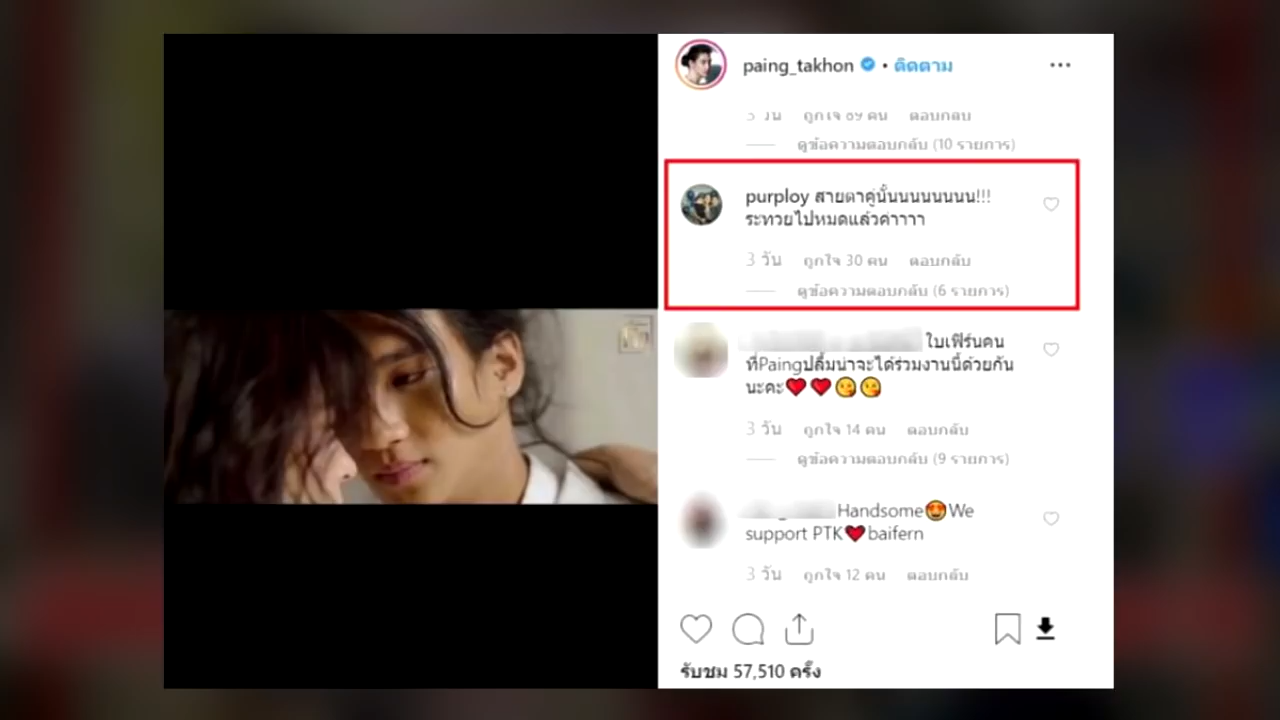 paing_takhon • ติดตาม
3 วัน ถูกใจ 69 คน ตอบกลับ
ดูข้อความตอบกลับ (10 รายการ)
purploy สายตาคู่นั้นนนนนนนนน!!!
ระทวยไปหมดแล้วค่าาาา
3 วัน ถูกใจ 30 คน ตอบกลับ
ดูข้อความตอบกลับ (6 รายการ)
ใบเฟิร์นคน
ที่Paingปลื้มน่าจะได้ร่วมงานนี้ด้วยกัน
นะคะ❤️❤️😘😘
3 วัน ถูกใจ 14 คน ตอบกลับ
ดูข้อความตอบกลับ (9 รายการ)
Handsome😍We
support PTK❤️baifern
3 วัน ถูกใจ 12 คน ตอบกลับ
รับชม 57,510 ครั้ง